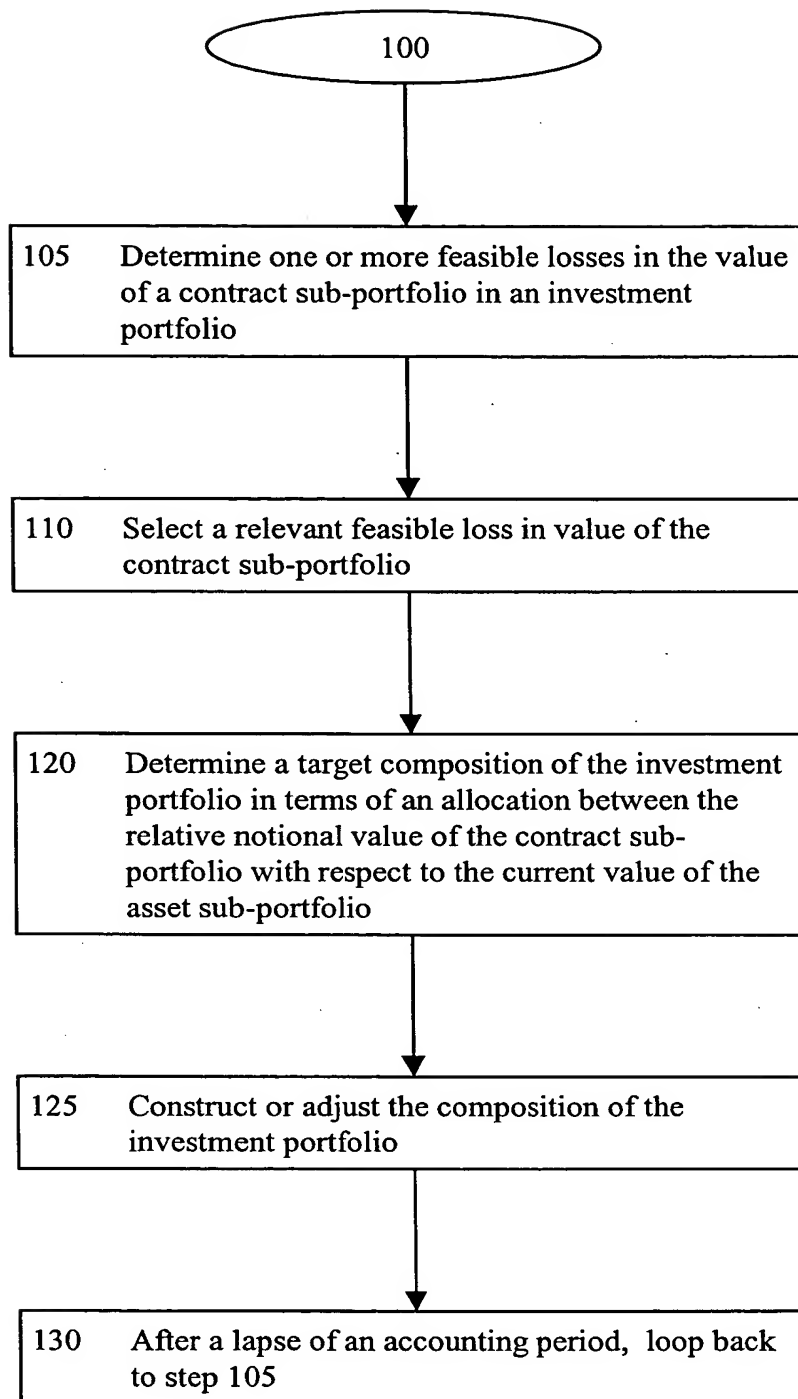 100
105 Determine one or more feasible losses in the value
of a contract sub-portfolio in an investment
portfolio
110 Select a relevant feasible loss in value of the
contract sub-portfolio
120 Determine a target composition of the investment
portfolio in terms of an allocation between the
relative notional value of the contract sub-
portfolio with respect to the current value of the
asset sub-portfolio
125 Construct or adjust the composition of the
investment portfolio
130 After a lapse of an accounting period, loop back
to step 105